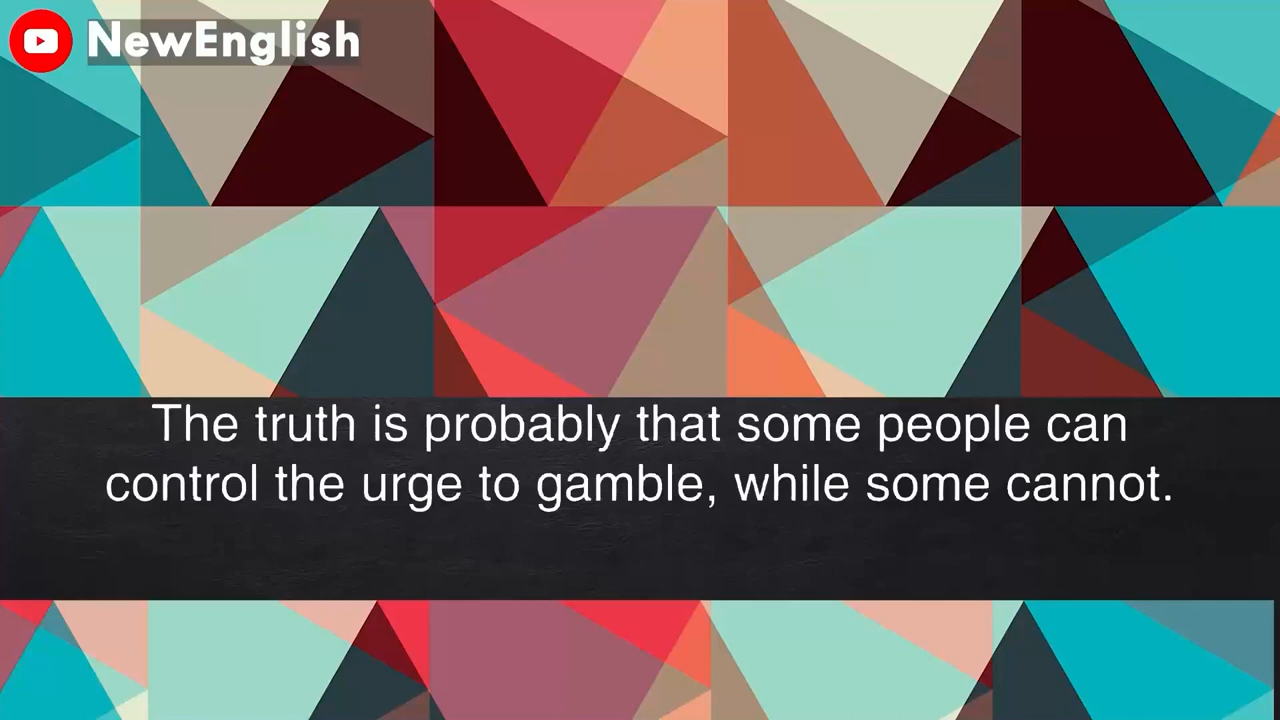 NewEnglish
The truth is probably that some people can
control the urge to gamble, while some cannot.